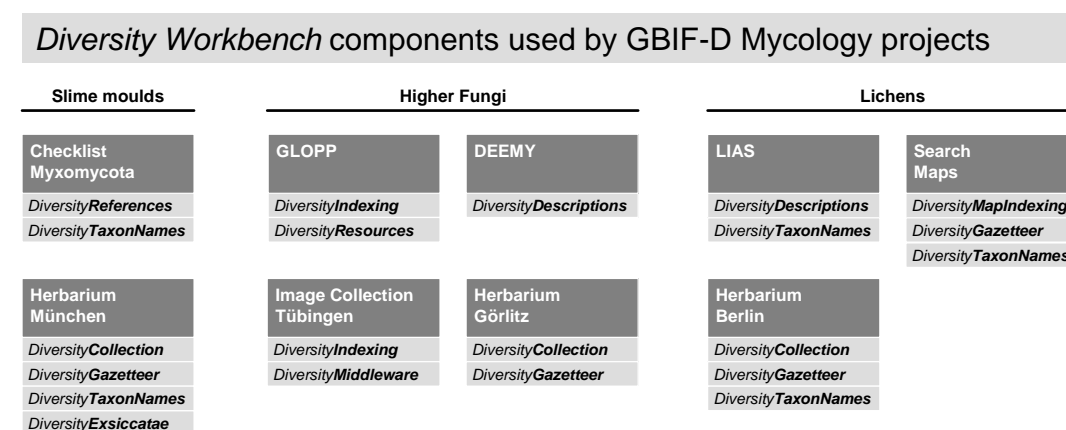 Diversity Workbench components used by GBIF-D Mycology projects
Slime moulds
Higher Fungi
Lichens
Checklist
Myxomycota
DiversityReferences
DiversityTaxonNames
GLOPP
DiversityIndexing
DiversityResources
DEEMY
DiversityDescriptions
LIAS
DiversityDescriptions
DiversityTaxonNames
Search
Maps
DiversityMapIndexing
DiversityGazetteer
DiversityTaxonNames
Herbarium
München
DiversityCollection
DiversityGazetteer
DiversityTaxonNames
DiversityExsiccatae
Image Collection
Tübingen
DiversityIndexing
DiversityMiddleware
Herbarium
Görlitz
DiversityCollection
DiversityGazetteer
Herbarium
Berlin
DiversityCollection
DiversityGazetteer
DiversityTaxonNames